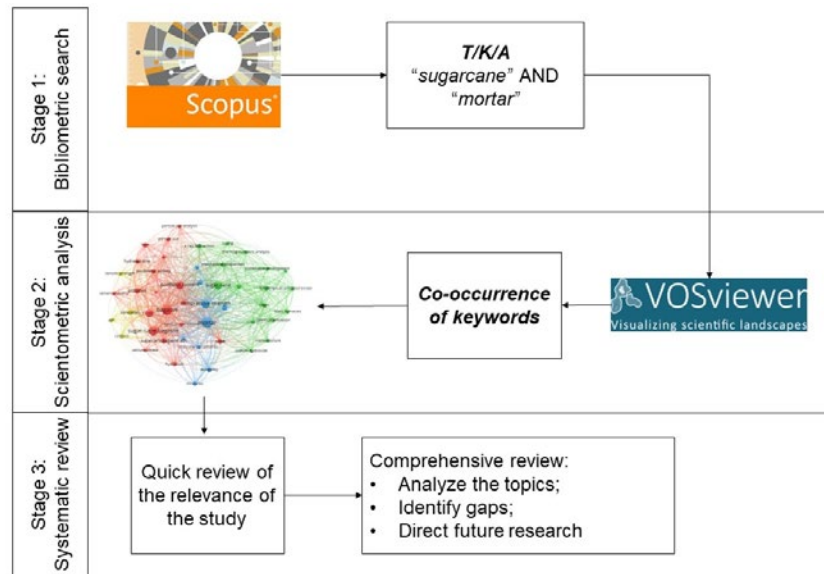 Stage 1:
Bibliometric search
Scopus®
T/K/A
“sugarcane” AND
“mortar”
Stage 2:
Scientometric analysis
Co-occurrence
of keywords
VOSviewer
Visualizing scientific landscapes
Stage 3:
Systematic review
Quick review of
the relevance of
the study
Comprehensive review:
• Analyze the topics;
• Identify gaps;
• Direct future research